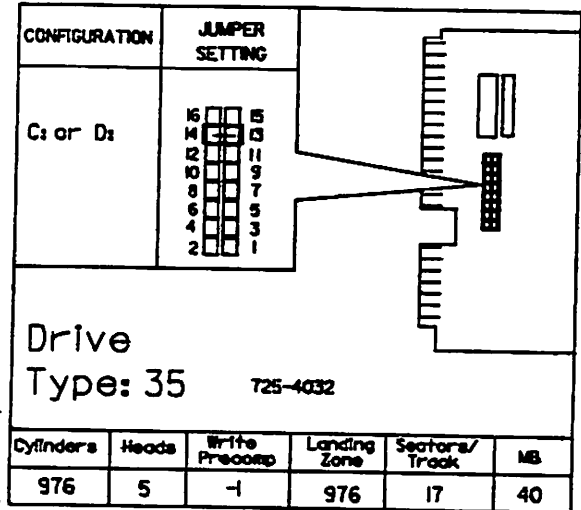 CONFIGURATION
JUMPER
SETTING
C: or D:
16 15
14 13
12 11
10 9
8 7
6 5
4 3
2 1
Drive
Type: 35
725-4032
Cylinders Heads Write Precomp Landing Zone Sectors/Track MB
976 5 -1 976 17 40